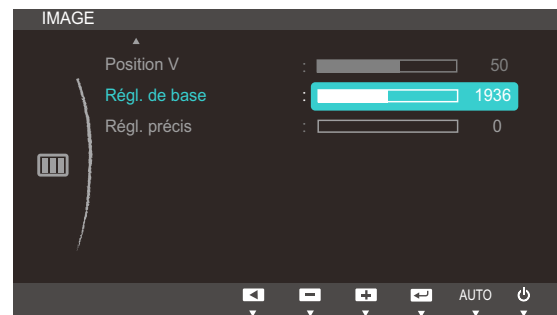 IMAGE
Position V : 50
Régl. de base : 1936
Régl. précis : 0
AUTO